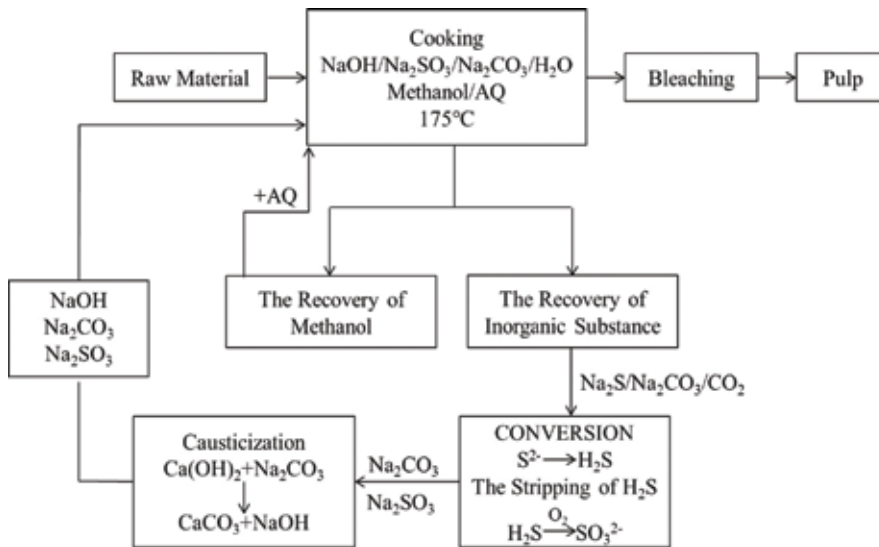 Raw Material
Cooking
NaOH/Na₂SO₃/Na₂CO₃/H₂O
Methanol/AQ
175°C
Bleaching
Pulp
+AQ
The Recovery of
Methanol
The Recovery of
Inorganic Substance
NaOH
Na₂CO₃
Na₂SO₃
Na₂S/Na₂CO₃/CO₂
Causticization
Ca(OH)₂+Na₂CO₃
CaCO₃+NaOH
Na₂CO₃
Na₂SO₃
CONVERSION
S²⁻→H₂S
The Stripping of H₂S
O₂
H₂S→SO₃²⁻